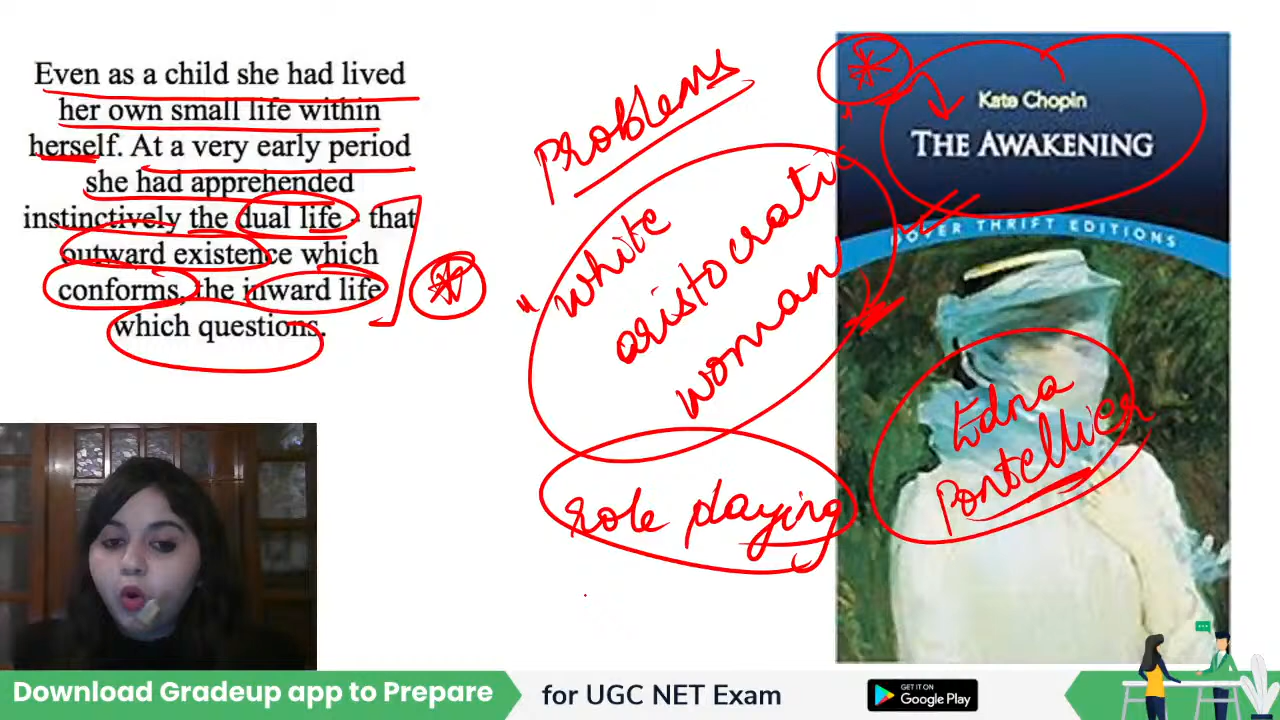 Even as a child she had lived
her own small life within
herself. At a very early period
she had apprehended
instinctively the dual life - that
outward existence which
conforms, the inward life
which questions.
Problems
"White
aristocratic
woman
role playing
Kate Chopin
THE AWAKENING
DOVER THRIFT EDITIONS
Edna
Pontellier
Download Gradeup app to Prepare
for UGC NET Exam
GET IT ON
Google Play